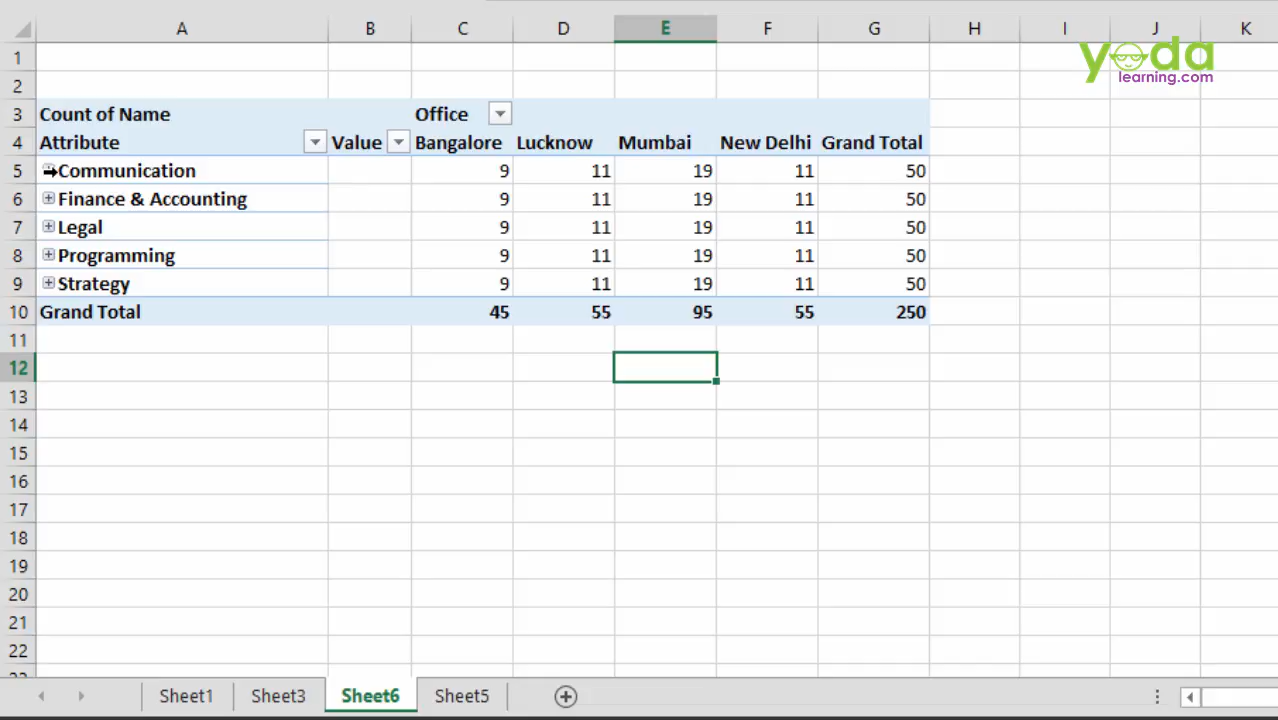 A B C D E F G H I J K
yoda
learning.com
1
2
3 Count of Name Office
4 Attribute Value Bangalore Lucknow Mumbai New Delhi Grand Total
5 Communication 9 11 19 11 50
6 Finance & Accounting 9 11 19 11 50
7 Legal 9 11 19 11 50
8 Programming 9 11 19 11 50
9 Strategy 9 11 19 11 50
10 Grand Total 45 55 95 55 250
11
12
13
14
15
16
17
18
19
20
21
22
Sheet1 Sheet3 Sheet6 Sheet5